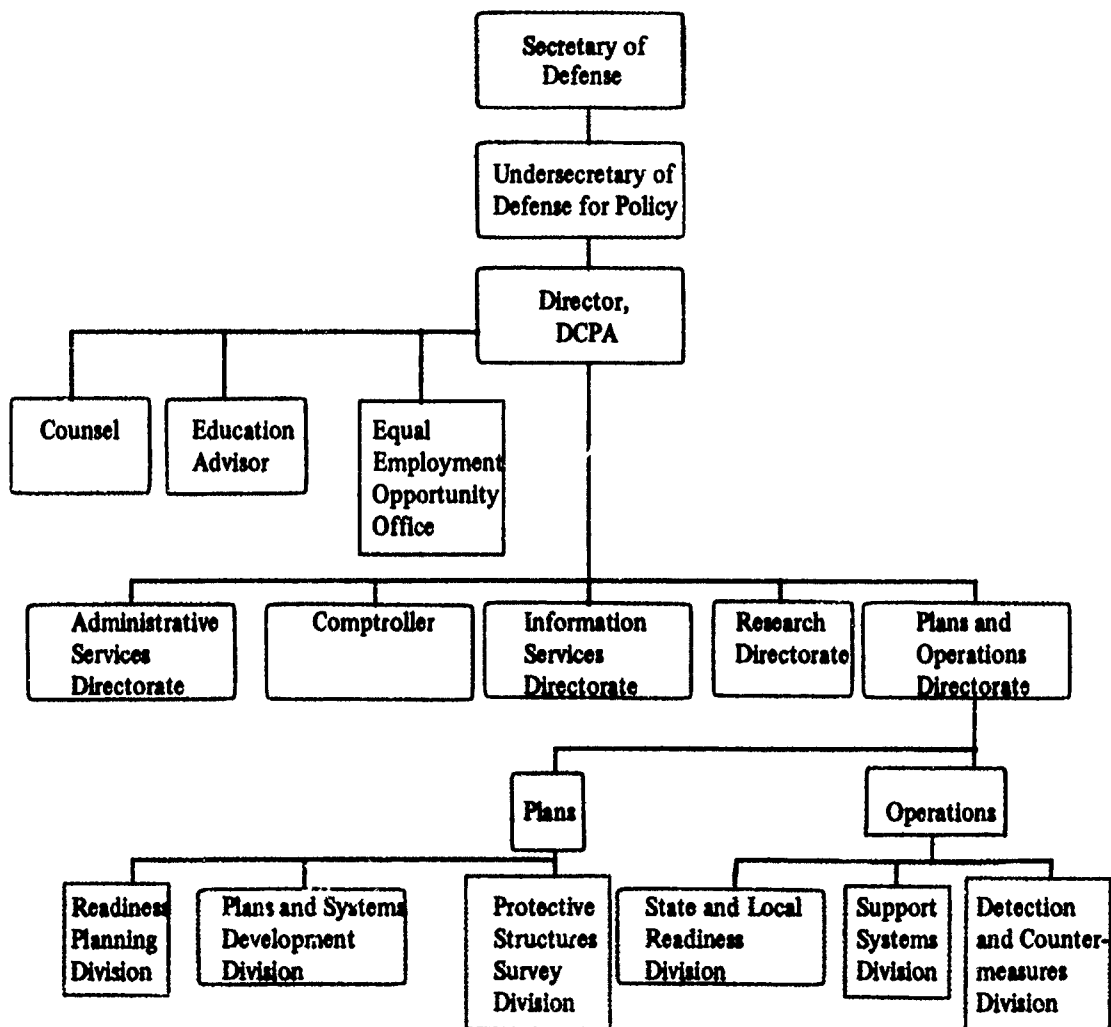 Secretary of
Defense
Undersecretary of
Defense for Policy
Director,
DCPA
Counsel
Education
Advisor
Equal
Employment
Opportunity
Office
Administrative
Services
Directorate
Comptroller
Information
Services
Directorate
Research
Directorate
Plans and
Operations
Directorate
Plans
Operations
Readiness
Planning
Division
Plans and Systems
Development
Division
Protective
Structures
Survey
Division
State and Local
Readiness
Division
Support
Systems
Division
Detection
and Counter-
measures
Division